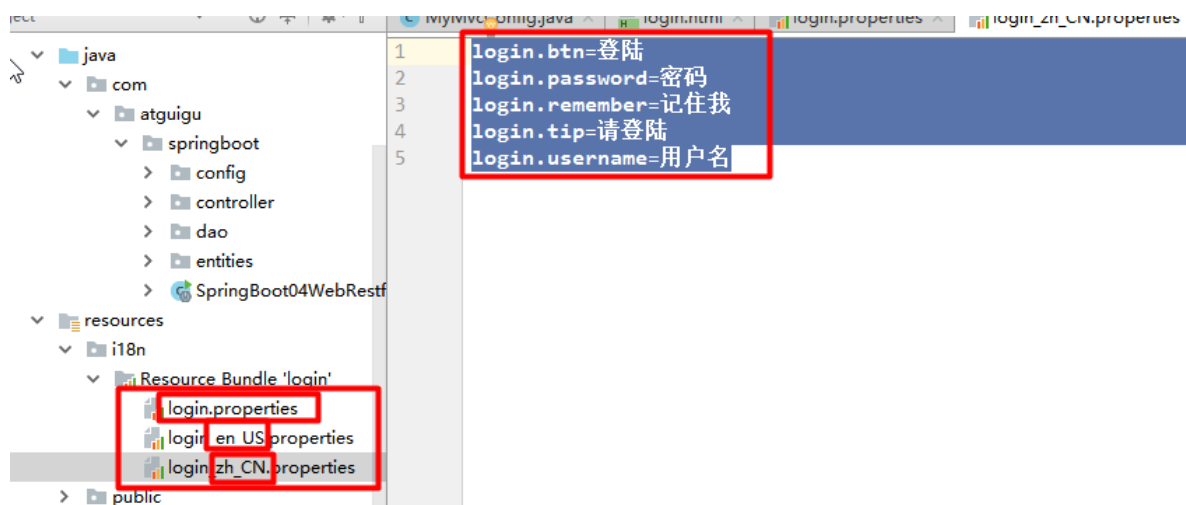 ject
MyMvcConfig.java
login.html
login.properties
login_zh_CN.properties
java
com
atguigu
springboot
config
controller
dao
entities
SpringBoot04WebRestf
resources
i18n
Resource Bundle 'login'
login.properties
login_en_US.properties
login_zh_CN.properties
public
1 login.btn=登陆
2 login.password=密码
3 login.remember=记住我
4 login.tip=请登陆
5 login.username=用户名